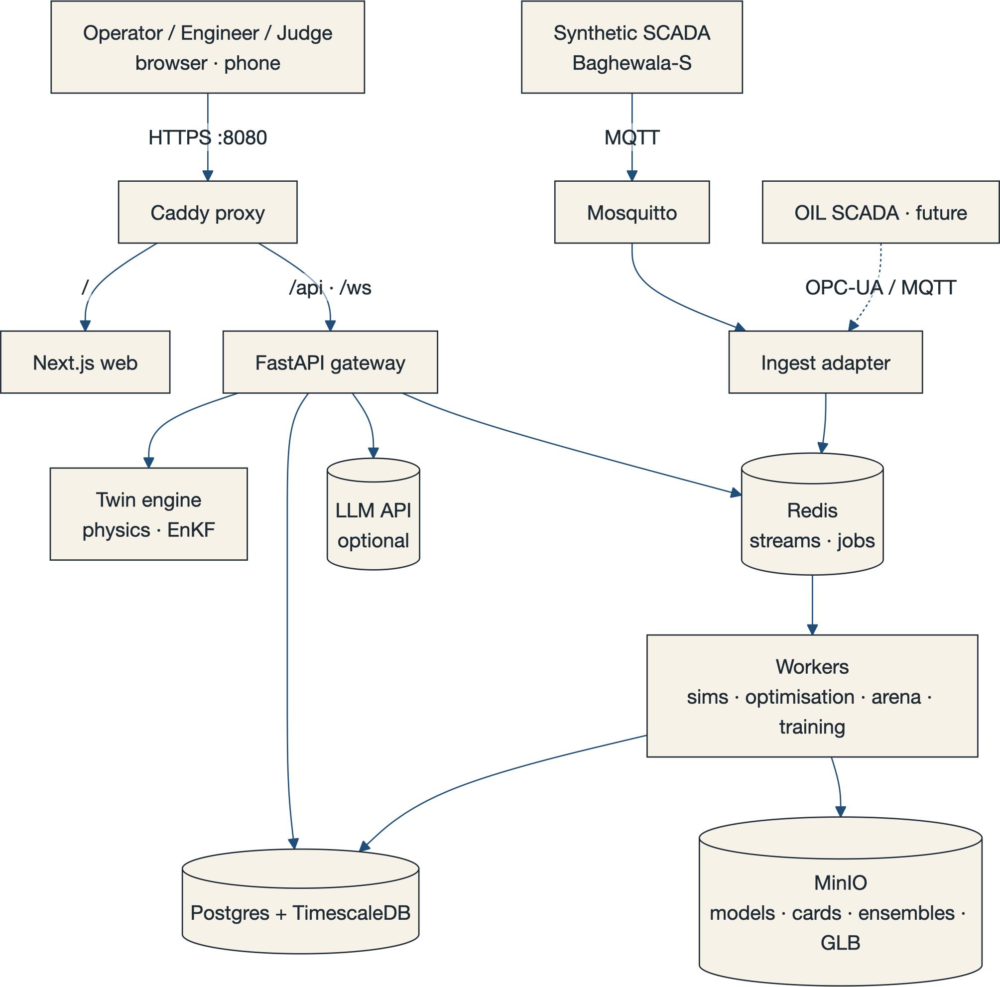 Operator / Engineer / Judge
browser · phone
Synthetic SCADA
Baghewala-S
HTTPS :8080
MQTT
Caddy proxy
Mosquitto
OIL SCADA · future
/
/api · /ws
OPC-UA / MQTT
Next.js web
FastAPI gateway
Ingest adapter
Twin engine
physics · EnKF
LLM API
optional
Redis
streams · jobs
Workers
sims · optimisation · arena ·
training
Postgres + TimescaleDB
MinIO
models · cards · ensembles ·
GLB